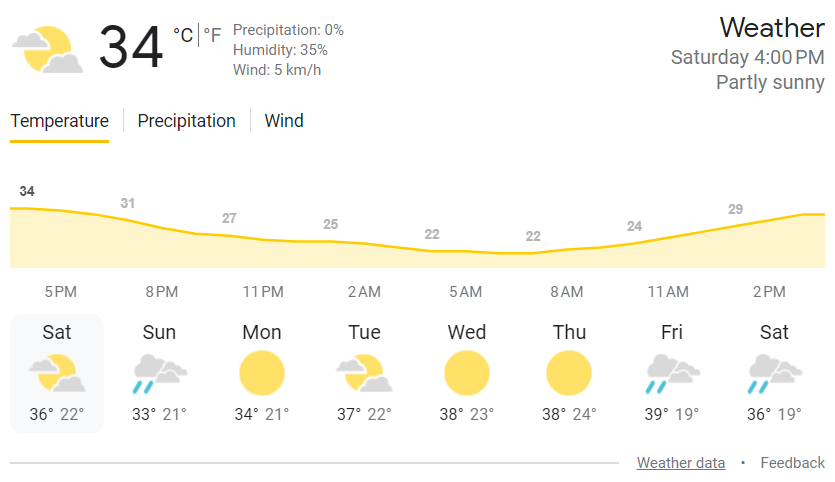 34 °C | °F
Precipitation: 0%
Humidity: 35%
Wind: 5 km/h
Weather
Saturday 4:00 PM
Partly sunny
Temperature Precipitation Wind
34 31 27 25 22 22 24 29
5 PM 8 PM 11 PM 2 AM 5 AM 8 AM 11 AM 2 PM
Sat Sun Mon Tue Wed Thu Fri Sat
36° 22° 33° 21° 34° 21° 37° 22° 38° 23° 38° 24° 39° 19° 36° 19°
Weather data • Feedback